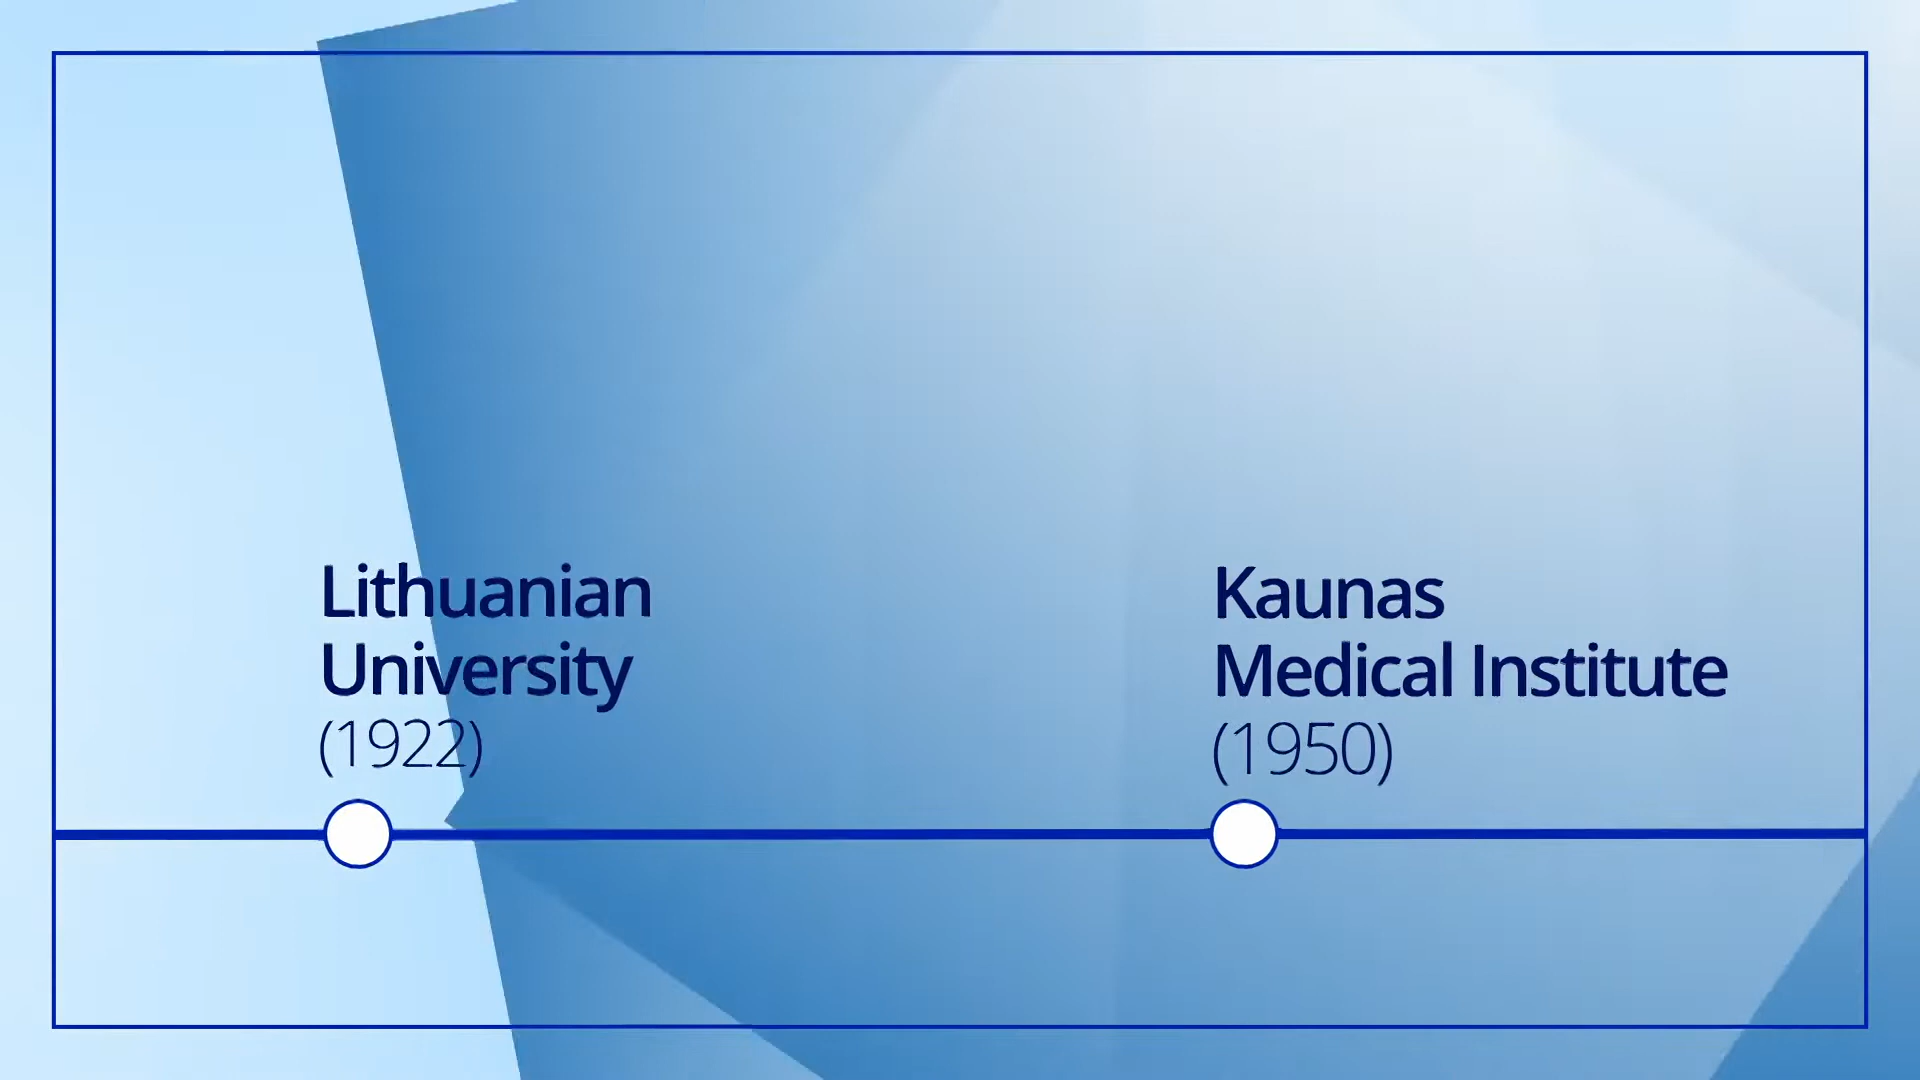 Lithuanian
University
(1922)
Kaunas
Medical Institute
(1950)